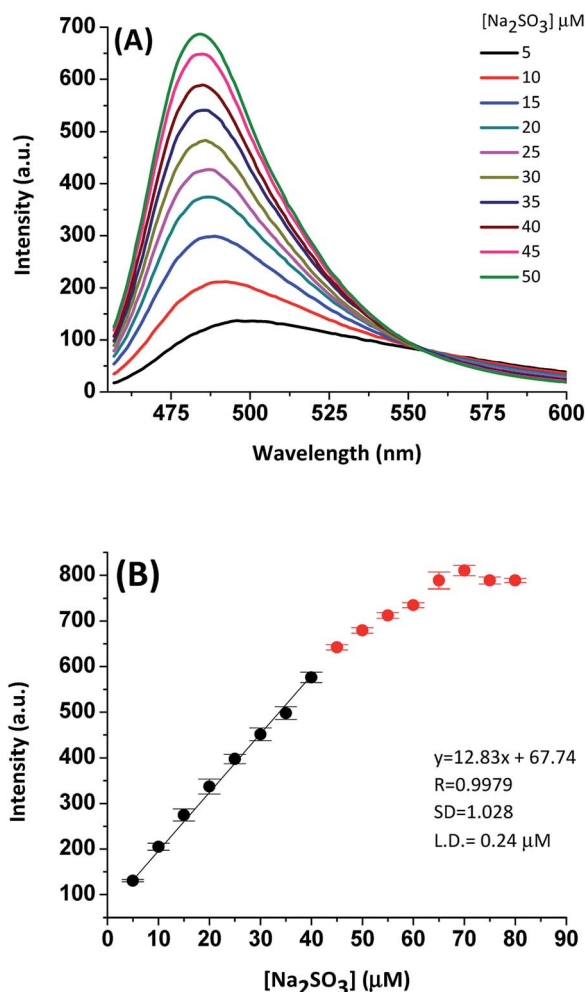 (A)
[Na₂SO₃] μM
5
10
15
20
25
30
35
40
45
50
700
600
500
400
300
200
100
0
Intensity (a.u.)
475 500 525 550 575 600
Wavelength (nm)
(B)
800
700
600
500
400
300
200
100
Intensity (a.u.)
y=12.83x + 67.74
R=0.9979
SD=1.028
L.D.= 0.24 μM
0 10 20 30 40 50 60 70 80 90
[Na₂SO₃] (μM)